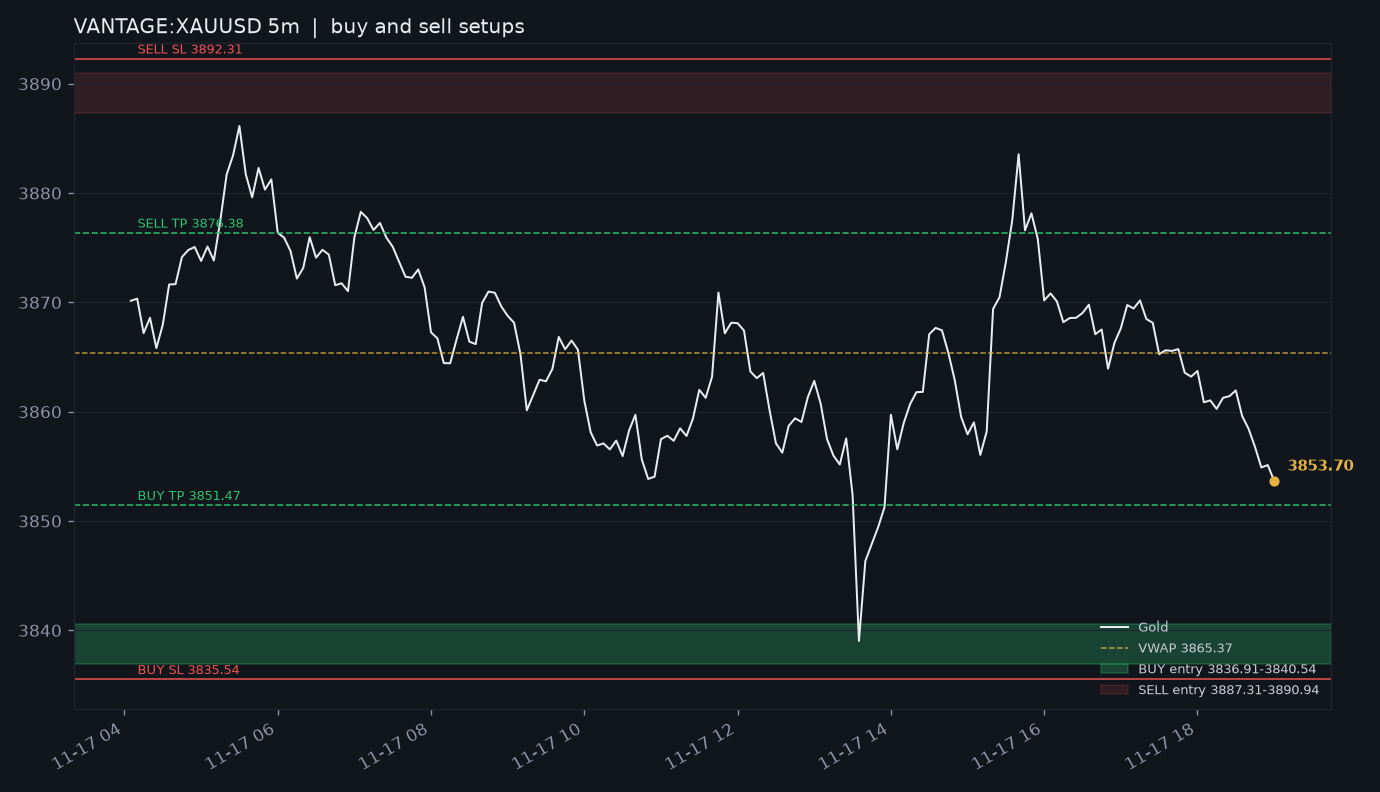 VANTAGE:XAUUSD 5m | buy and sell setups
SELL SL 3892.31
3890
3880
SELL TP 3876.38
3870
3860
3853.70
BUY TP 3851.47
3850
3840
Gold
VWAP 3865.37
BUY entry 3836.91-3840.54
SELL entry 3887.31-3890.94
BUY SL 3835.54
11-17 04
11-17 06
11-17 08
11-17 10
11-17 12
11-17 14
11-17 16
11-17 18